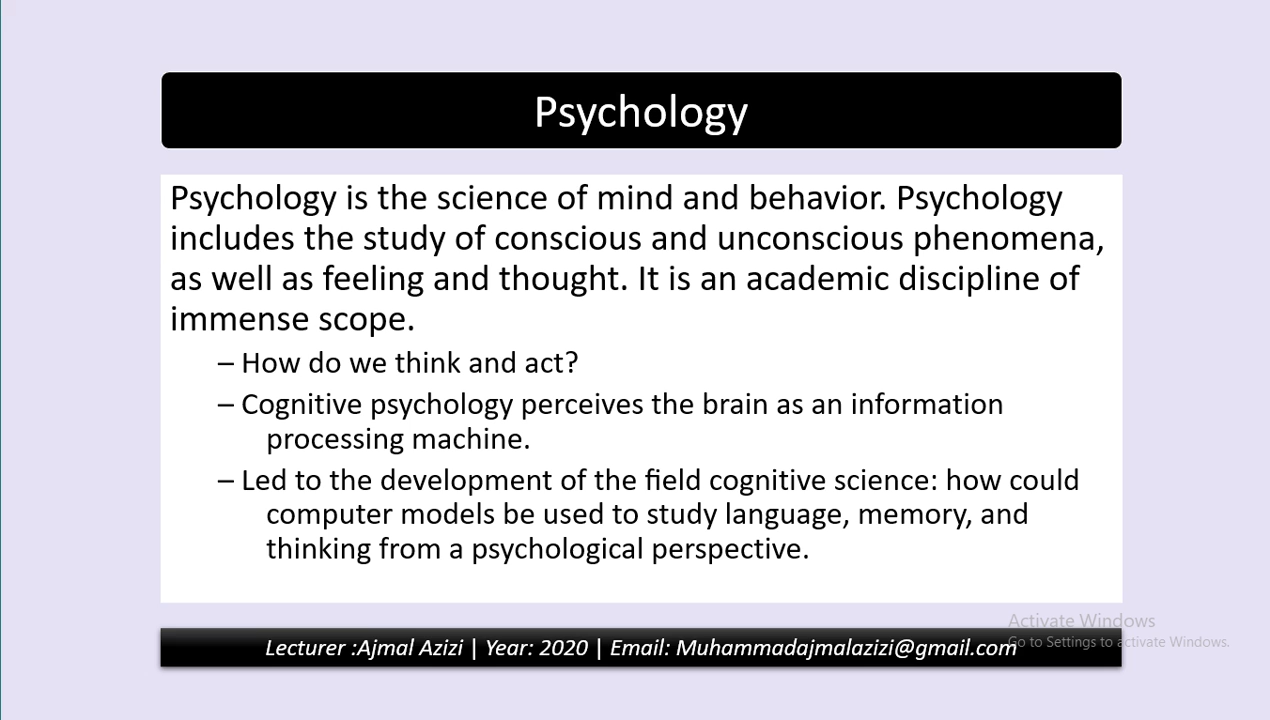 Psychology
Psychology is the science of mind and behavior. Psychology
includes the study of conscious and unconscious phenomena,
as well as feeling and thought. It is an academic discipline of
immense scope.
– How do we think and act?
– Cognitive psychology perceives the brain as an information
processing machine.
– Led to the development of the field cognitive science: how could
computer models be used to study language, memory, and
thinking from a psychological perspective.
Activate Windows
Go to Settings to activate Windows.
Lecturer :Ajmal Azizi | Year: 2020 | Email: Muhammadajmalazizi@gmail.com